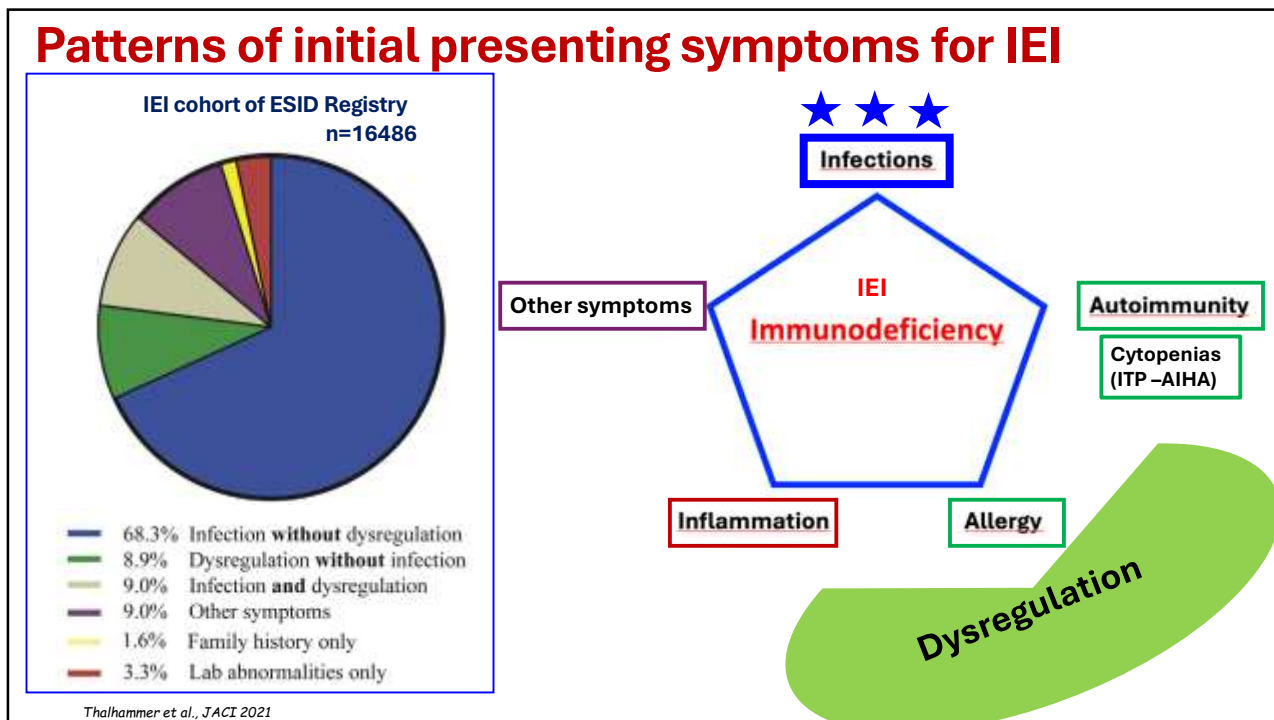 Patterns of initial presenting symptoms for IEI
IEI cohort of ESID Registry
n=16486
68.3% Infection without dysregulation
8.9% Dysregulation without infection
9.0% Infection and dysregulation
9.0% Other symptoms
1.6% Family history only
3.3% Lab abnormalities only
Thalhammer et al., JACI 2021
Infections
Other symptoms
IEI
Immunodeficiency
Autoimmunity
Cytopenias
(ITP –AIHA)
Inflammation
Allergy
Dysregulation